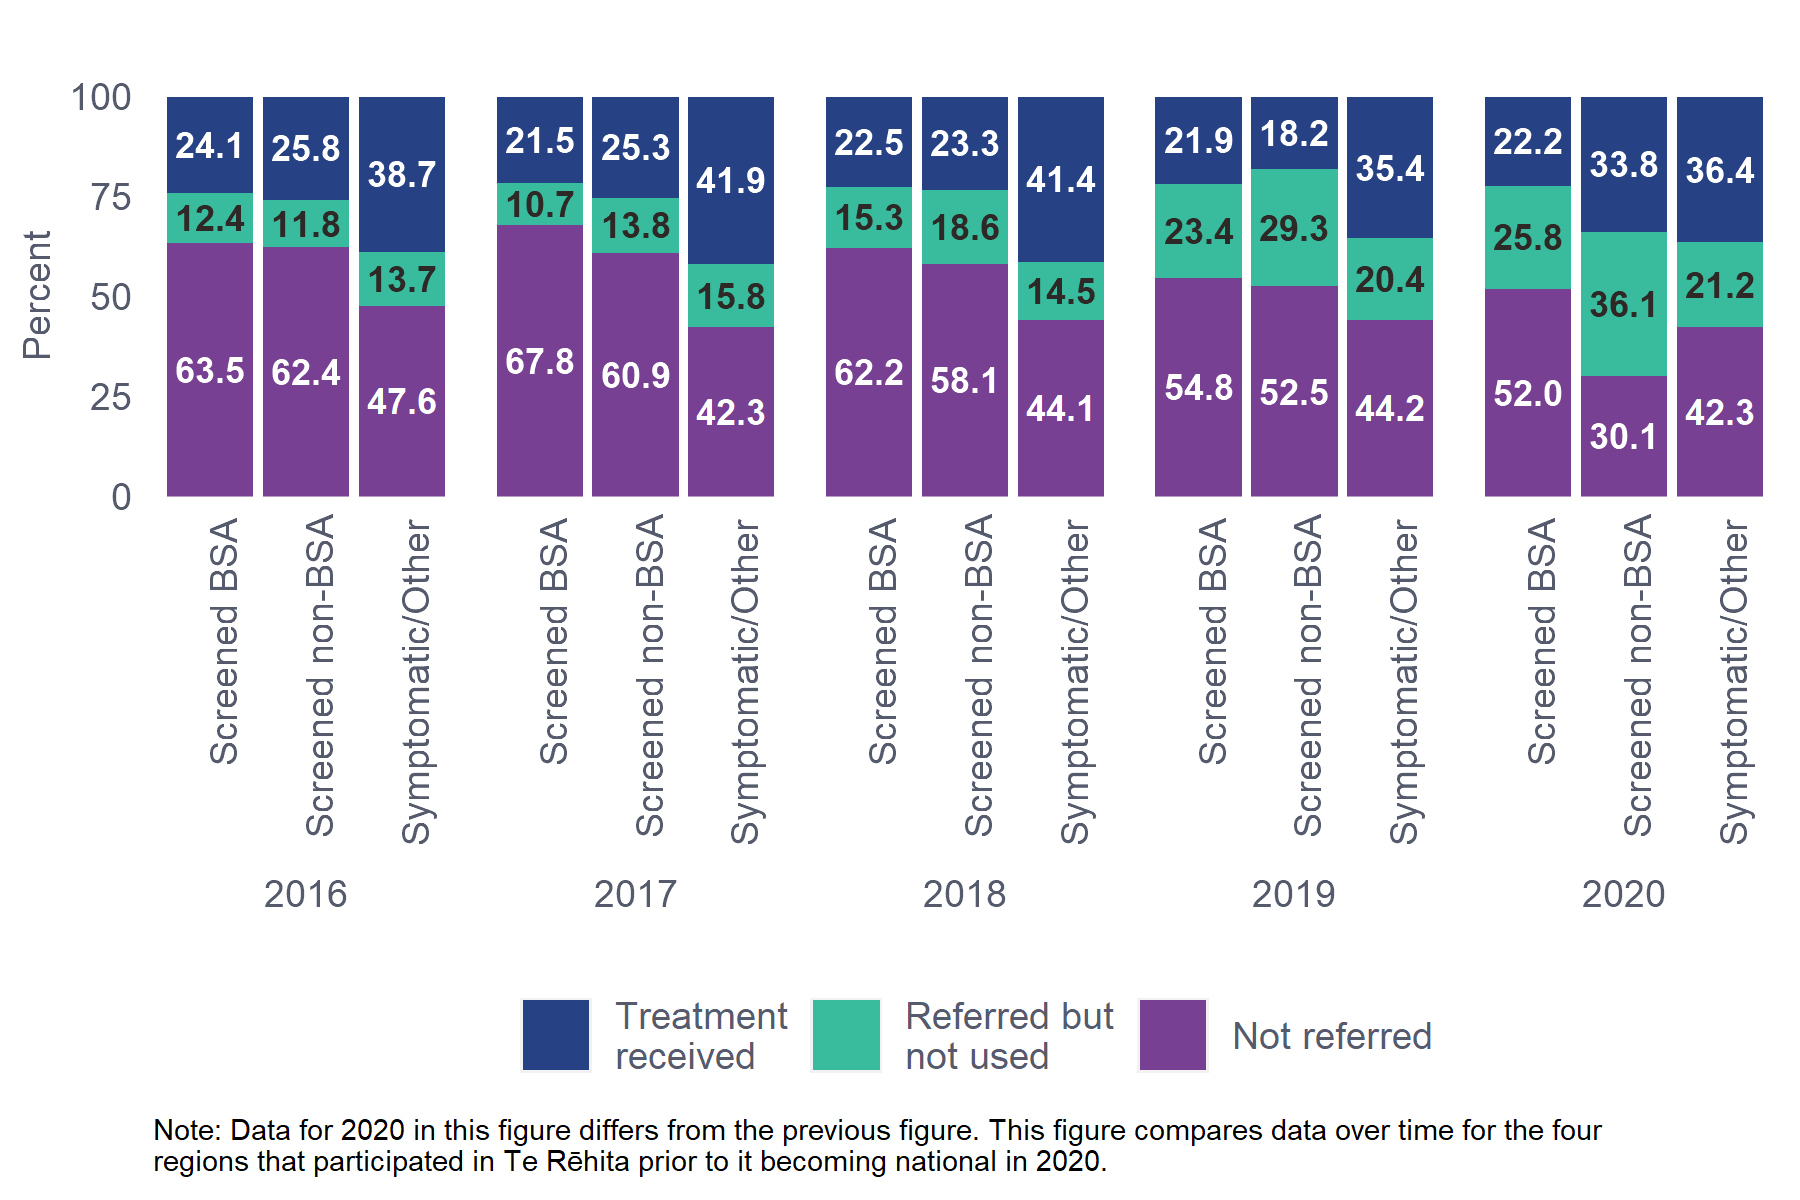 Percent
100
75
50
25
0
24.1
12.4
63.5
25.8
11.8
62.4
38.7
13.7
47.6
21.5
10.7
67.8
25.3
13.8
60.9
41.9
15.8
42.3
22.5
15.3
62.2
23.3
18.6
58.1
41.4
14.5
44.1
21.9
23.4
54.8
18.2
29.3
52.5
35.4
20.4
44.2
22.2
25.8
52.0
33.8
36.1
30.1
36.4
21.2
42.3
Screened BSA
Screened non-BSA
Symptomatic/Other
Screened BSA
Screened non-BSA
Symptomatic/Other
Screened BSA
Screened non-BSA
Symptomatic/Other
Screened BSA
Screened non-BSA
Symptomatic/Other
Screened BSA
Screened non-BSA
Symptomatic/Other
2016
2017
2018
2019
2020
Treatment
received
Referred but
not used
Not referred
Note: Data for 2020 in this figure differs from the previous figure. This figure compares data over time for the four
regions that participated in Te Rēhita prior to it becoming national in 2020.